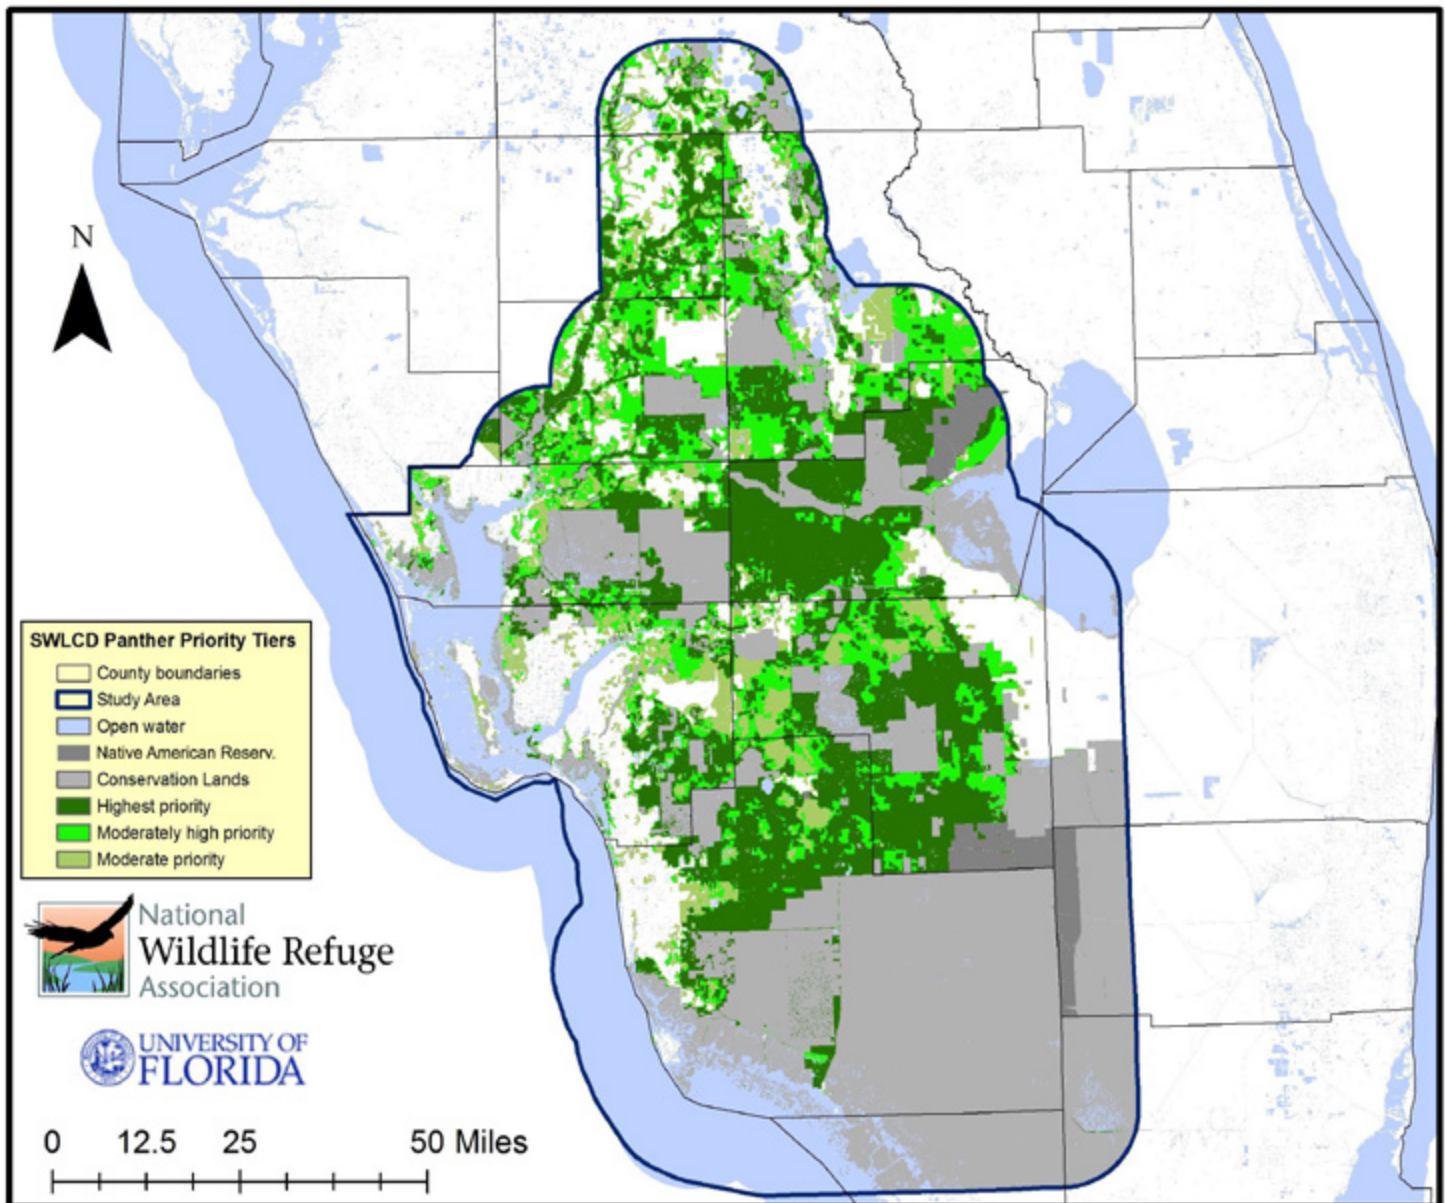 N
SWLCD Panther Priority Tiers
County boundaries
Study Area
Open water
Native American Reserv.
Conservation Lands
Highest priority
Moderately high priority
Moderate priority
National
Wildlife Refuge
Association
UNIVERSITY OF
FLORIDA
0 12.5 25 50 Miles